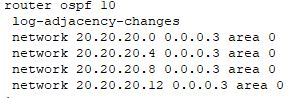 router ospf 10
log-adjacency-changes
network 20.20.20.0 0.0.0.3 area 0
network 20.20.20.4 0.0.0.3 area 0
network 20.20.20.8 0.0.0.3 area 0
network 20.20.20.12 0.0.0.3 area 0